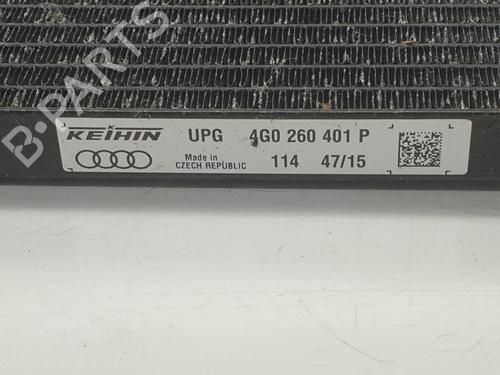 B-PARTS
KEIHIN UPG 4G0 260 401 P
Made in
CZECH REPUBLIC 114 47/15